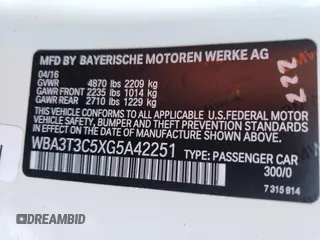 MFD BY BAYERISCHE MOTOREN WERKE AG
04/16
GVWR 4870 lbs 2209 kg
GAWR FRONT 2235 lbs 1014 kg
GAWR REAR 2710 lbs 1229 kg
THIS VEHICLE CONFORMS TO ALL APPLICABLE
U.S.FEDERAL MOTOR
VEHICLE SAFETY, BUMPER, AND THEFT PREVENTION
STANDARDS IN EFFECT ON THE DATE OF MANUFACTURE
SHOWN ABOVE.
WBA3T3C5XG5A42251 TYPE: PASSENGER CAR
300/0
7 315 814
222
DREAMBID.COM